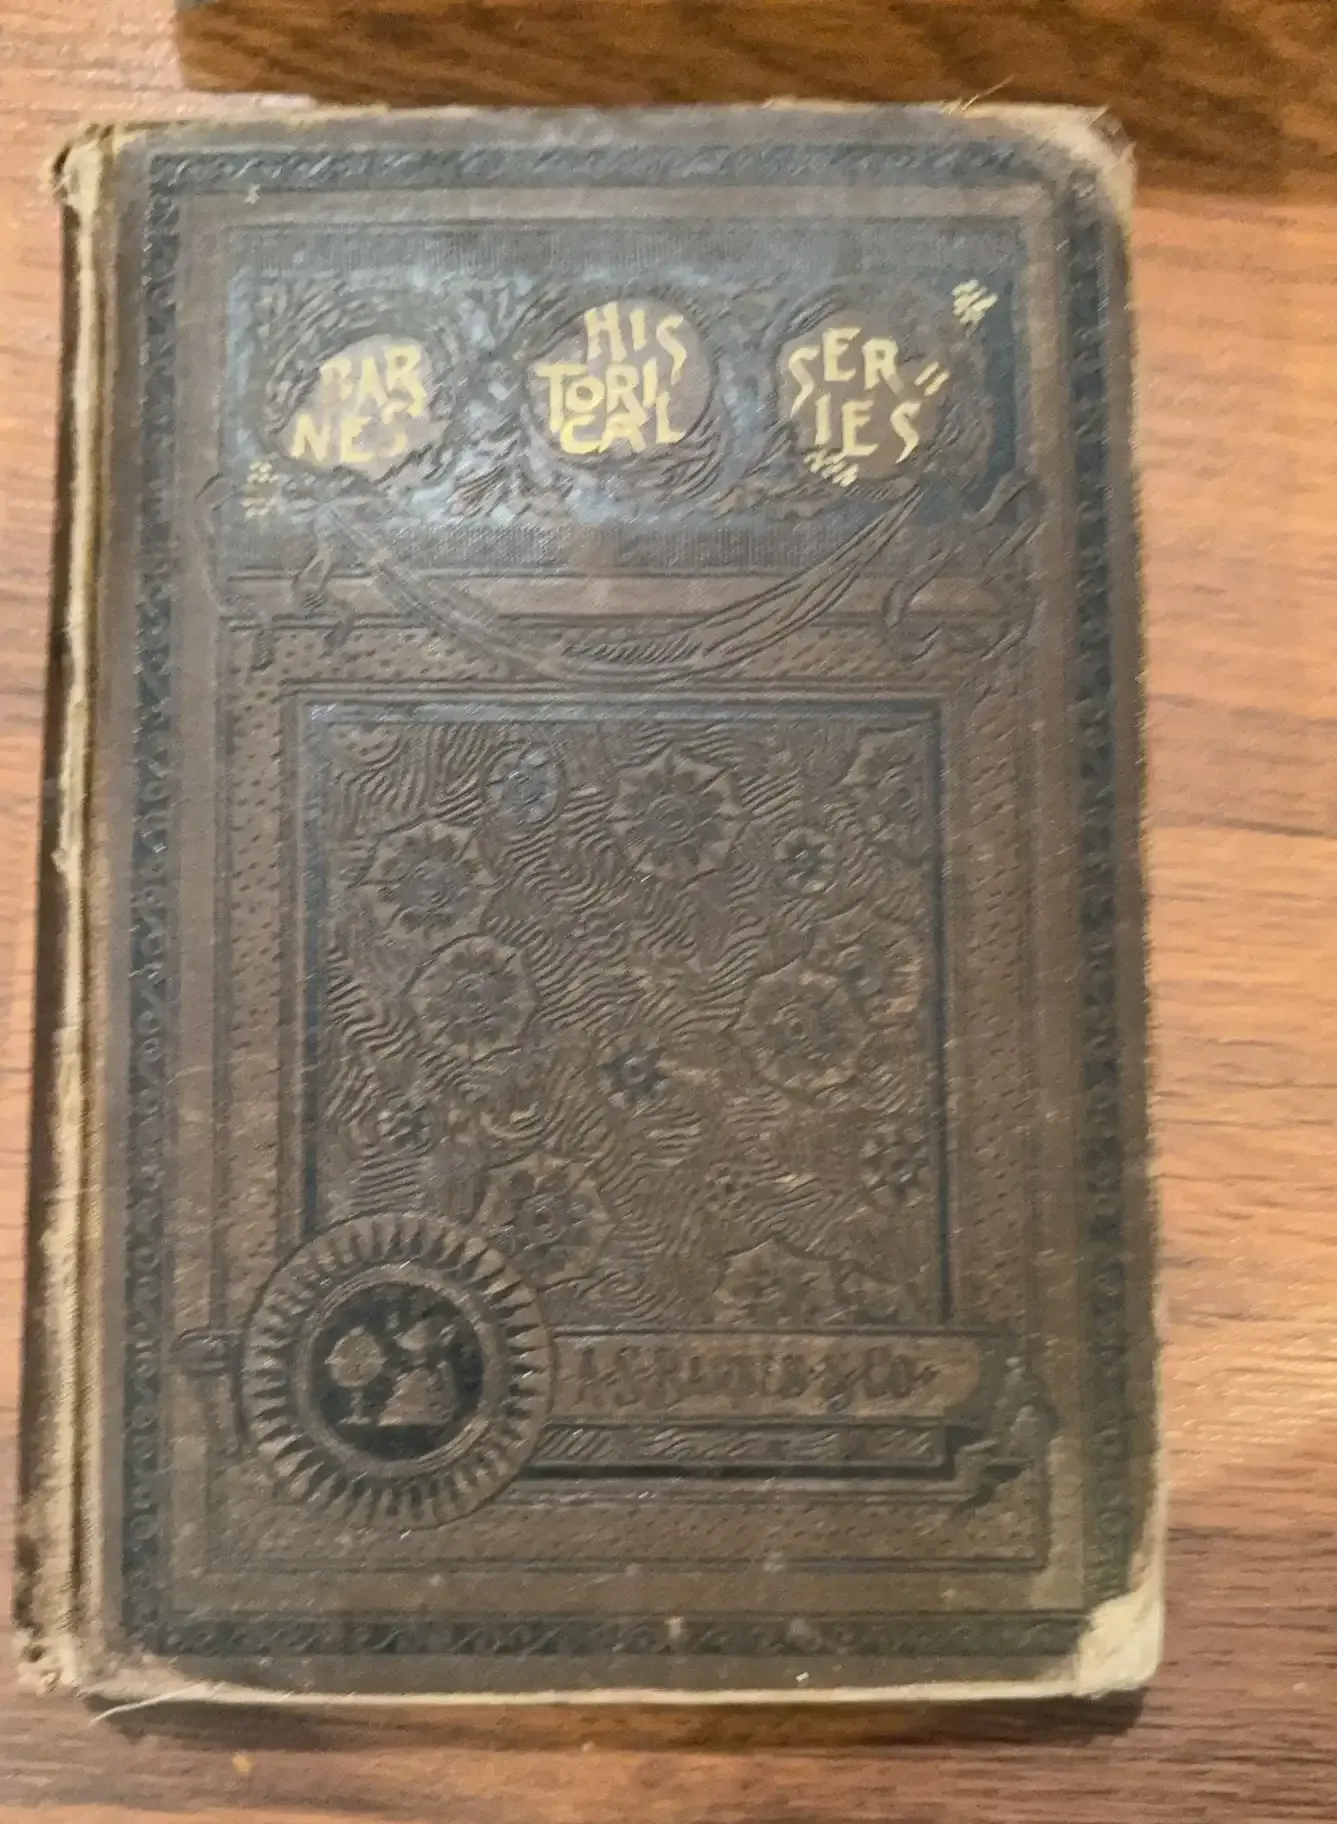 BAR
NES
HIS
TORI
CAL
SER=
IES
A·S·BARNES·&·CO·